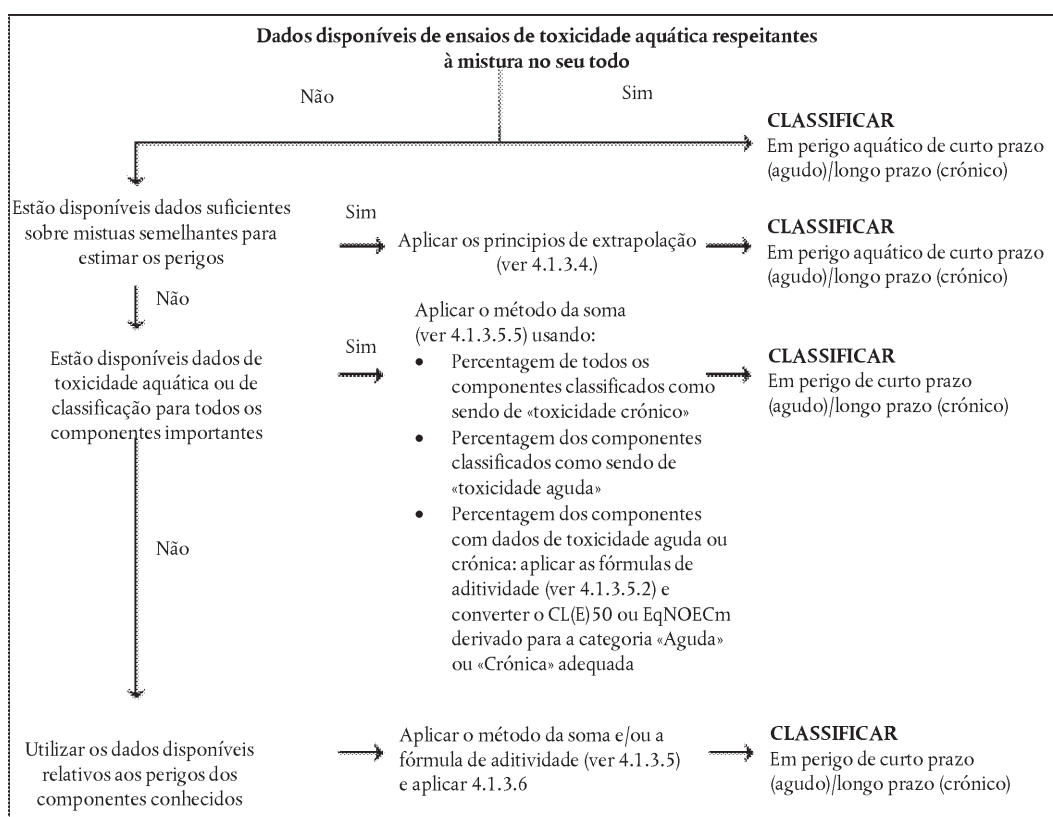 Dados disponíveis de ensaios de toxicidade aquática respeitantes
à mistura no seu todo
Não
Sim
CLASSIFICAR
Em perigo aquático de curto prazo
(agudo)/longo prazo (crónico)
Estão disponíveis dados suficientes
sobre mistuas semelhantes para
estimar os perigos
Sim
Aplicar os principios de extrapolação
(ver 4.1.3.4.)
CLASSIFICAR
Em perigo aquático de curto prazo
(agudo)/longo prazo (crónico)
Não
Estão disponíveis dados de
toxicidade aquática ou de
classificação para todos os
componentes importantes
Sim
Aplicar o método da soma
(ver 4.1.3.5.5) usando:
• Percentagem de todos os
componentes classificados como
sendo de «toxicidade crónico»
• Percentagem dos componentes
classificados como sendo de
«toxicidade aguda»
• Percentagem dos componentes
com dados de toxicidade aguda ou
crónica: aplicar as fórmulas de
aditividade (ver 4.1.3.5.2) e
converter o CL(E)50 ou EqNOECm
derivado para a categoria «Aguda»
ou «Crónica» adequada
CLASSIFICAR
Em perigo de curto prazo
(agudo)/longo prazo (crónico)
Não
Utilizar os dados disponíveis
relativos aos perigos dos
componentes conhecidos
Aplicar o método da soma e/ou a
fórmula de aditividade (ver 4.1.3.5)
e aplicar 4.1.3.6
CLASSIFICAR
Em perigo de curto prazo
(agudo)/longo prazo (crónico)